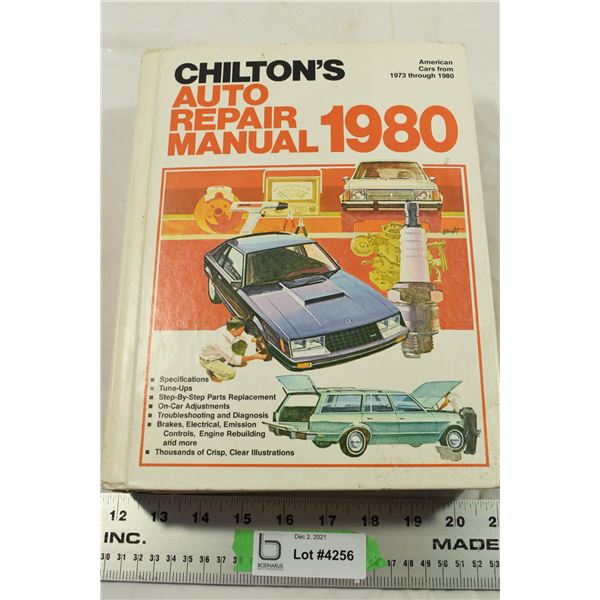 CHILTON'S
AUTO
REPAIR
MANUAL 1980
American
Cars from
1973 through 1980
Specifications
Tune-Ups
Step-By-Step Parts Replacement
On-Car Adjustments
Troubleshooting and Diagnosis
Brakes, Electrical, Emission
Controls, Engine Rebuilding
and more
Thousands of Crisp, Clear Illustrations
12 13 14 15 16 17 18 19 20
INC.
MADE
Dec 2, 2021
b
BODNARUS
Lot #4256